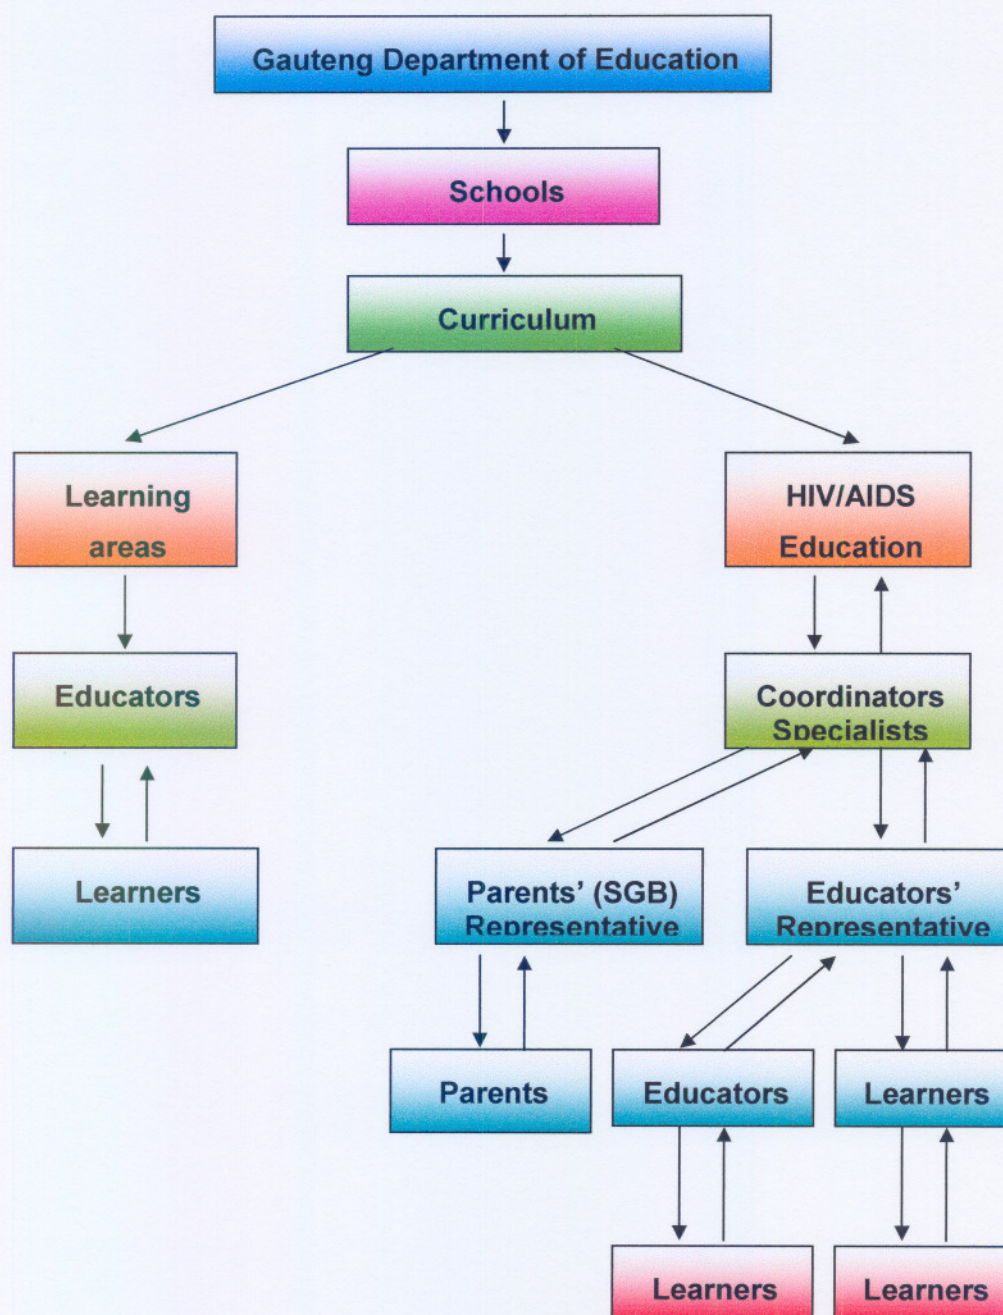 Gauteng Department of Education
Schools
Curriculum
Learning
areas
HIV/AIDS
Education
Educators
Coordinators
Specialists
Learners
Parents’ (SGB)
Representative
Educators’
Representative
Parents
Educators
Learners
Learners
Learners